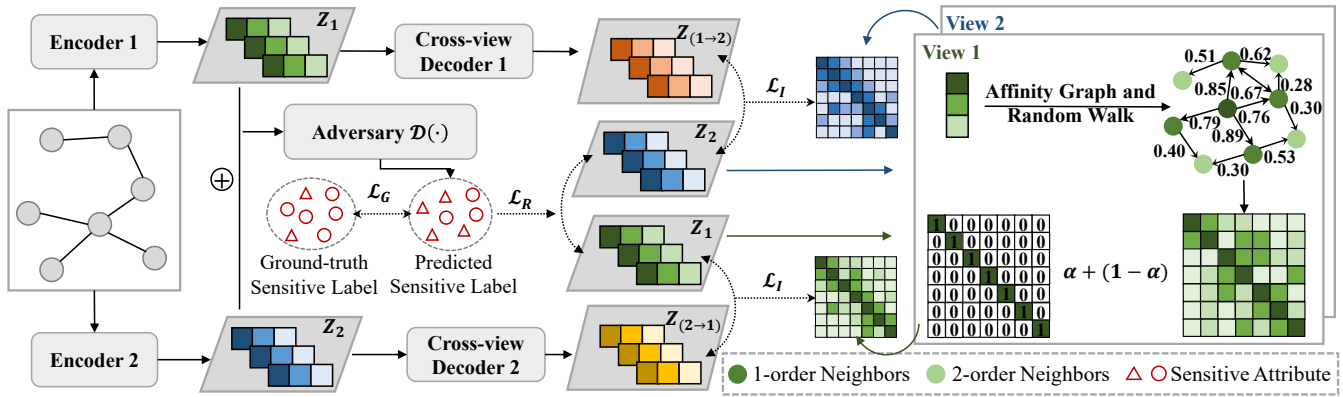 Encoder 1
Z₁
Cross-view
Decoder 1
Z₍₁→₂₎
Adversary 𝒟(·)
⊕
ℒ_G
ℒ_R
Ground-truth
Sensitive Label
Predicted
Sensitive Label
Encoder 2
Z₂
Cross-view
Decoder 2
Z₍₂→₁₎
Z₂
Z₁
ℒ_I
ℒ_I
View 2
View 1
Affinity Graph and
Random Walk
0.51
0.62
0.85
0.67
0.28
0.30
0.79
0.76
0.89
0.40
0.30
0.53
1 0 0 0 0 0 0
0 1 0 0 0 0 0
0 0 1 0 0 0 0
0 0 0 1 0 0 0
0 0 0 0 1 0 0
0 0 0 0 0 1 0
0 0 0 0 0 0 1
α + (1 − α)
1-order Neighbors
2-order Neighbors
Sensitive Attribute